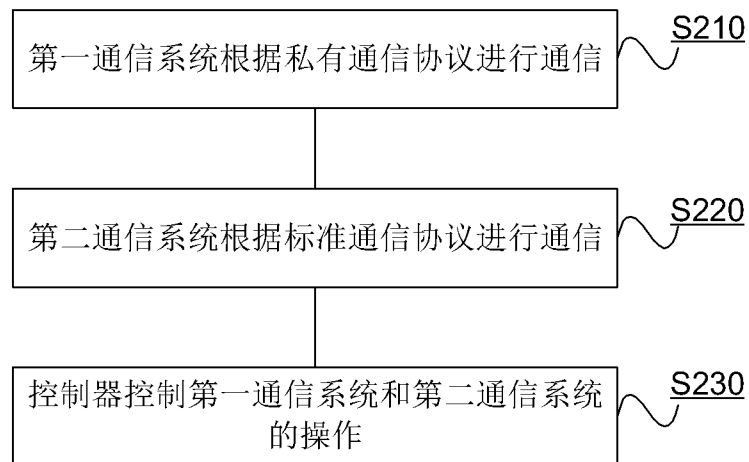 第一通信系统根据私有通信协议进行通信
S210
第二通信系统根据标准通信协议进行通信
S220
控制器控制第一通信系统和第二通信系统
的操作
S230